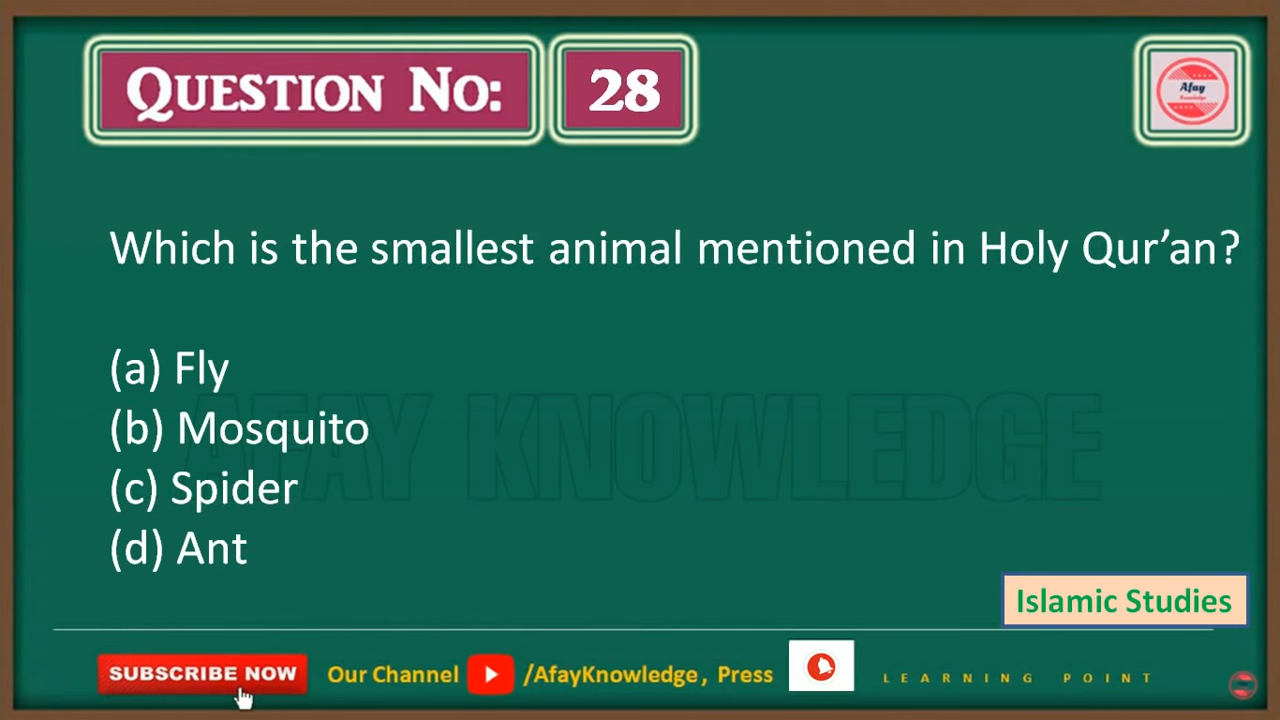 QUESTION NO: 28
Afay
Knowledge
Which is the smallest animal mentioned in Holy Qur’an?
(a) Fly
(b) Mosquito
(c) Spider
(d) Ant
AFAY KNOWLEDGE
Islamic Studies
SUBSCRIBE NOW Our Channel /AfayKnowledge, Press LEARNING POINT